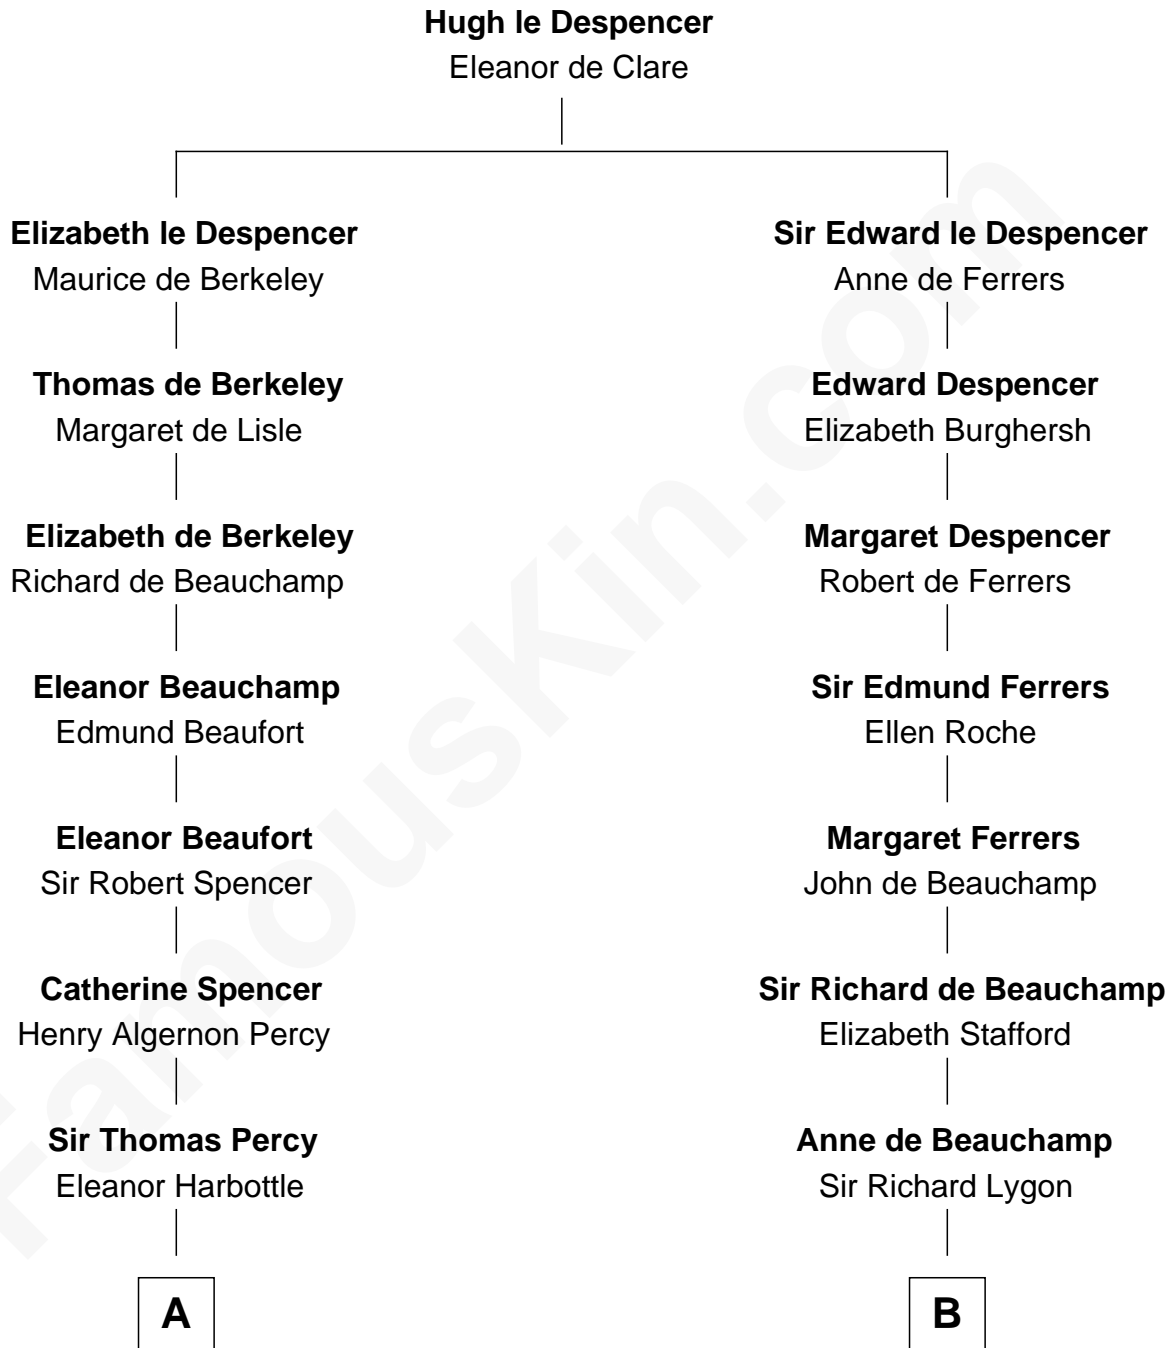 Hugh le Despencer
Eleanor de Clare
Elizabeth le Despencer
Maurice de Berkeley
Sir Edward le Despencer
Anne de Ferrers
Thomas de Berkeley
Margaret de Lisle
Edward Despencer
Elizabeth Burghersh
Elizabeth de Berkeley
Richard de Beauchamp
Margaret Despencer
Robert de Ferrers
Eleanor Beauchamp
Edmund Beaufort
Sir Edmund Ferrers
Ellen Roche
Eleanor Beaufort
Sir Robert Spencer
Margaret Ferrers
John de Beauchamp
Catherine Spencer
Henry Algernon Percy
Sir Richard de Beauchamp
Elizabeth Stafford
Sir Thomas Percy
Eleanor Harbottle
Anne de Beauchamp
Sir Richard Lygon
A
B
FamousKin.com